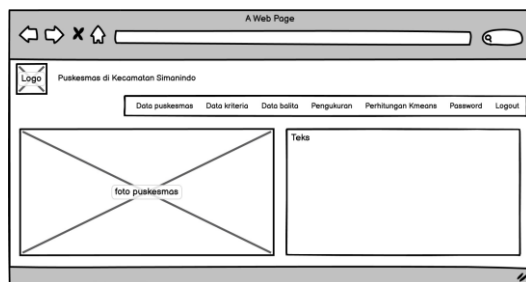 A Web Page
Logo
Puskesmas di Kecamatan Simanindo
Data puskesmas Data kriteria Data balita Pengukuran Perhitungan Kmeans Password Logout
foto puskesmas
Teks